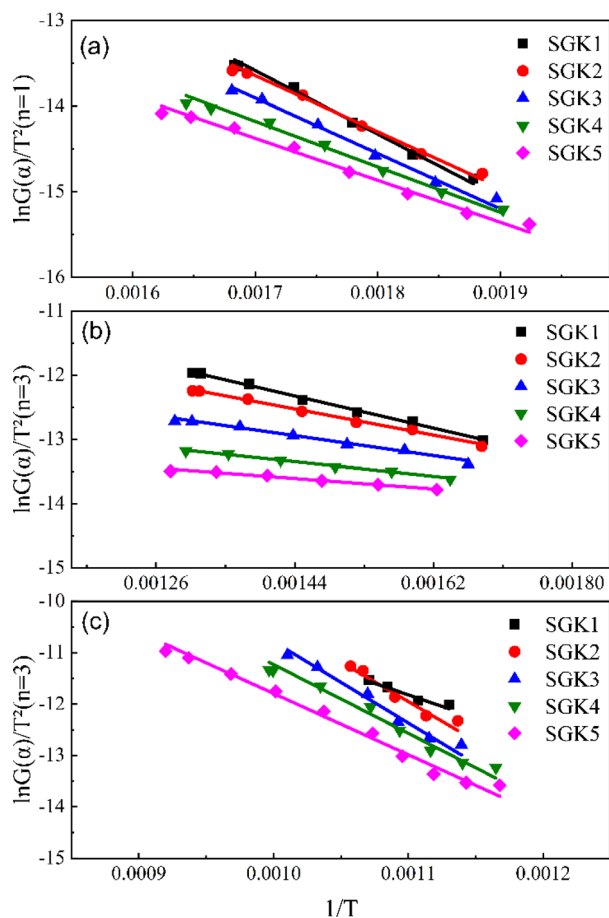 -13
(a)
SGK1
SGK2
SGK3
SGK4
SGK5
-14
-15
-16
lnG(α)/T²(n=1)
0.0016 0.0017 0.0018 0.0019
-11
(b)
SGK1
SGK2
SGK3
SGK4
SGK5
-12
-13
-14
-15
lnG(α)/T²(n=3)
0.00126 0.00144 0.00162 0.00180
-10
(c)
SGK1
SGK2
SGK3
SGK4
SGK5
-11
-12
-13
-14
-15
lnG(α)/T²(n=3)
0.0009 0.0010 0.0011 0.0012
1/T